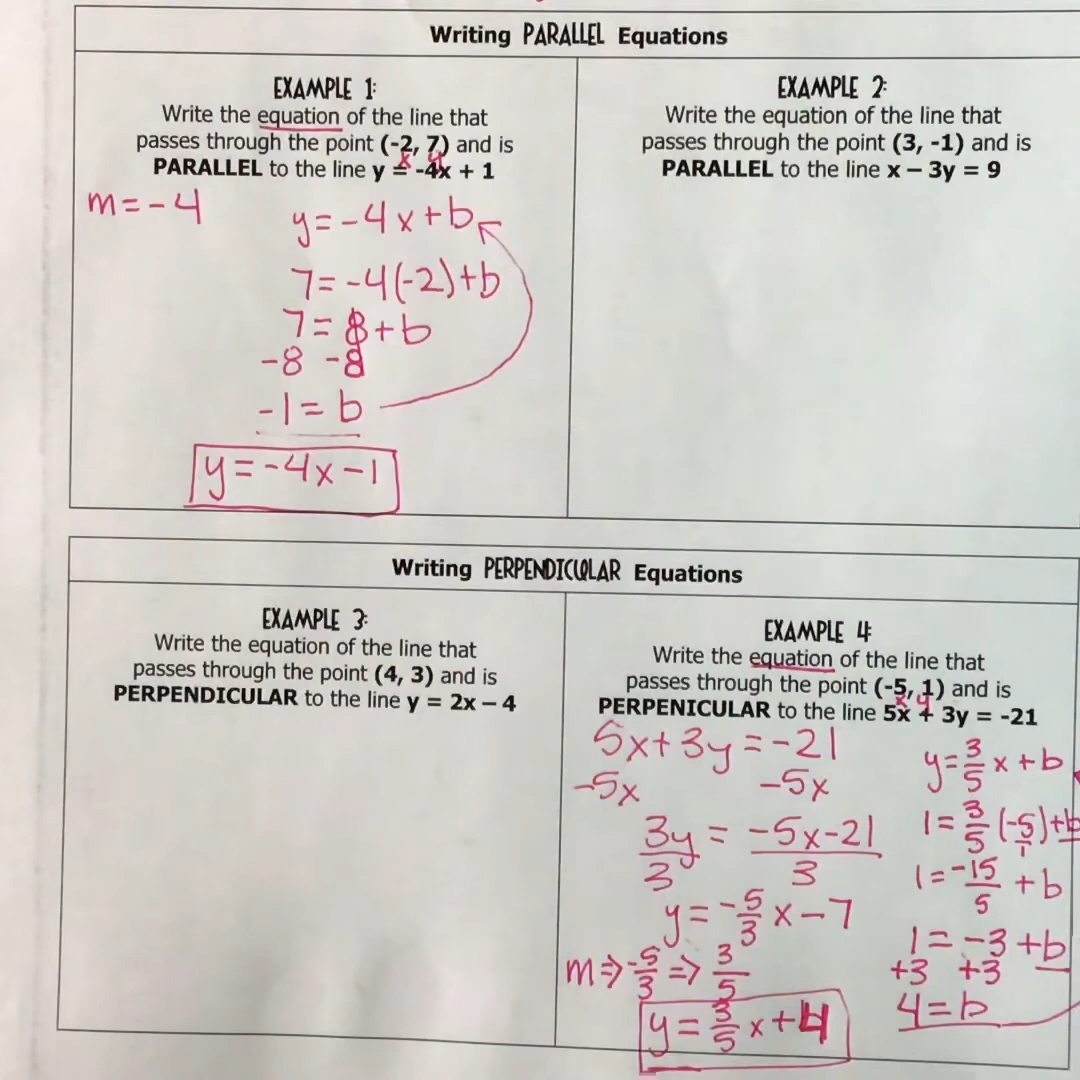 Writing PARALLEL Equations
EXAMPLE 1:
Write the equation of the line that
passes through the point (-2, 7) and is
x y
PARALLEL to the line y = -4x + 1
m = -4
y = -4x + b
7 = -4(-2) + b
7 = 8 + b
-8 -8
-1 = b
y = -4x - 1
EXAMPLE 2:
Write the equation of the line that
passes through the point (3, -1) and is
PARALLEL to the line x – 3y = 9
Writing PERPENDICULAR Equations
EXAMPLE 3:
Write the equation of the line that
passes through the point (4, 3) and is
PERPENDICULAR to the line y = 2x – 4
EXAMPLE 4:
Write the equation of the line that
passes through the point (-5, 1) and is
x y
PERPENICULAR to the line 5x + 3y = -21
5x + 3y = -21
-5x -5x
3y/3 = -5x-21/3
y = -5/3 x - 7
m ⇒ -5/3 ⇒ 3/5
y = 3/5 x + 4
y = 3/5 x + b
1 = 3/5 (-5/1) + b
1 = -15/5 + b
1 = -3 + b
+3 +3
4 = b